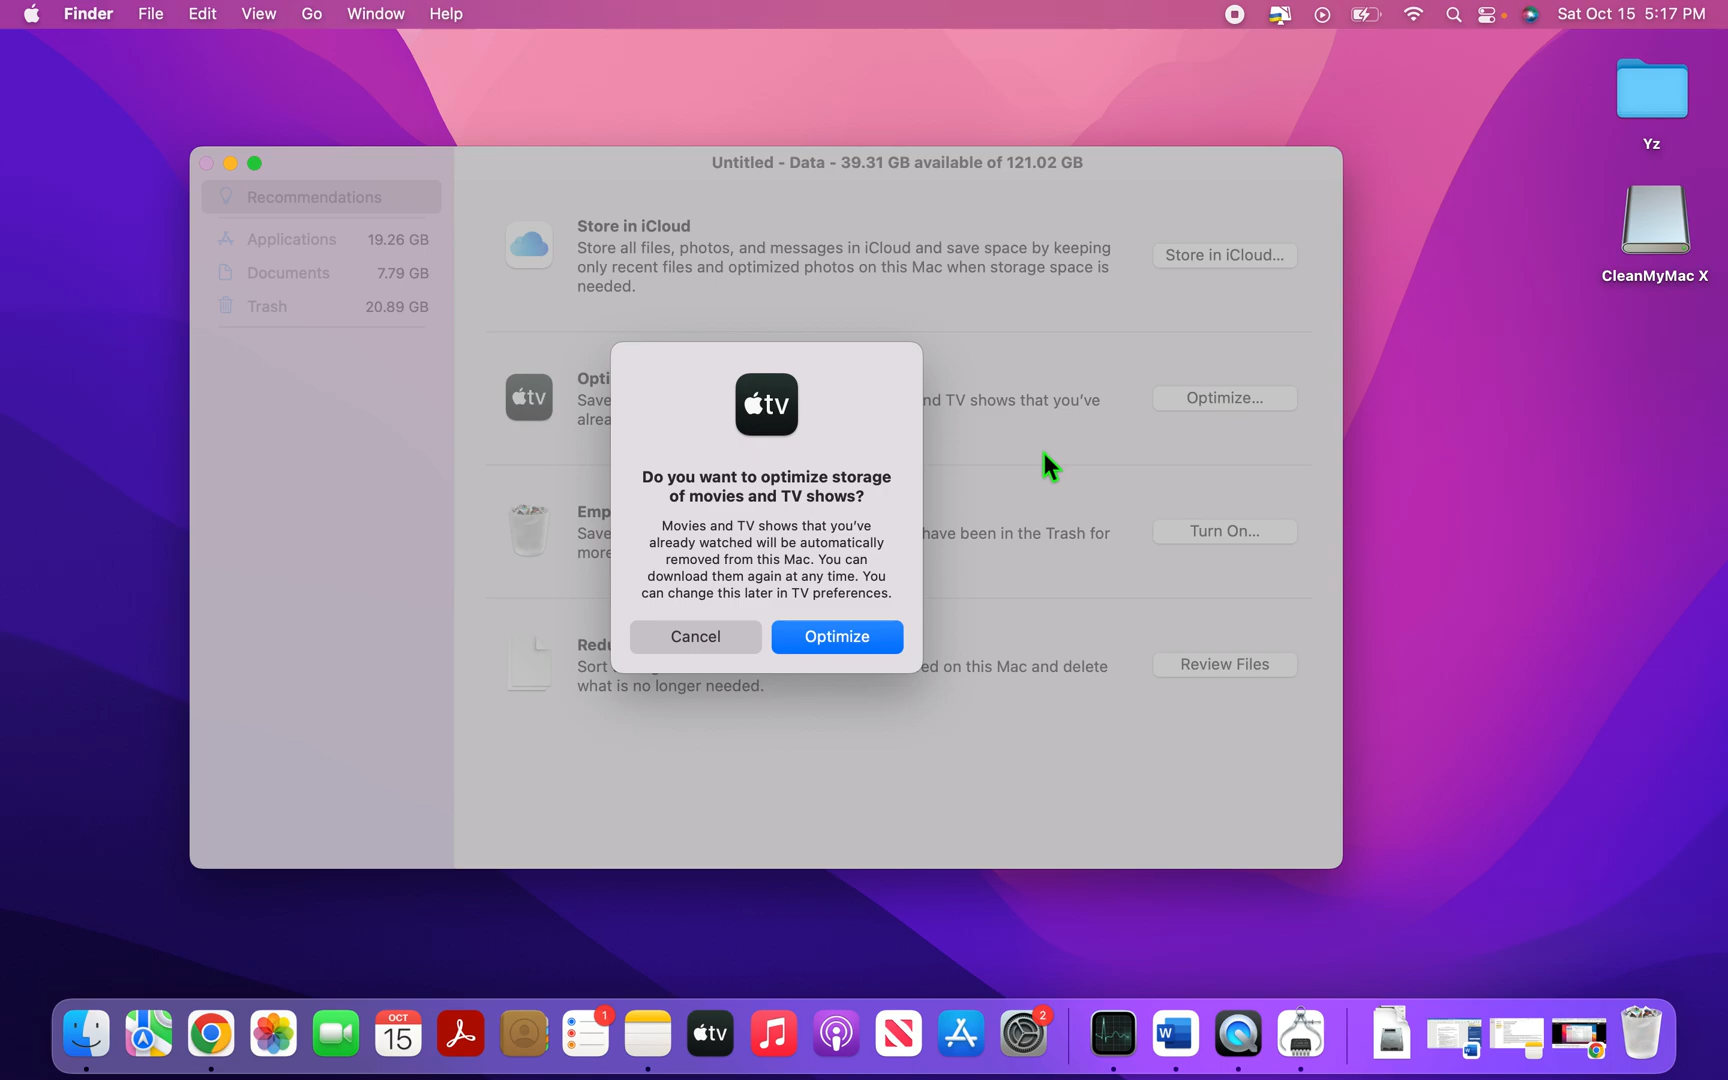 Finder File Edit View Go Window Help Sat Oct 15 5:17 PM
Yz
CleanMyMac X
Untitled - Data - 39.31 GB available of 121.02 GB
Recommendations
Applications 19.26 GB
Documents 7.79 GB
Trash 20.89 GB
Store in iCloud
Store all files, photos, and messages in iCloud and save space by keeping
only recent files and optimized photos on this Mac when storage space is
needed.
Store in iCloud...
Opti
Save nd TV shows that you've
alrea
tv
Optimize...
Emp
Save have been in the Trash for
more
Turn On...
Redu
Sort ed on this Mac and delete
what is no longer needed.
Review Files
tv
Do you want to optimize storage
of movies and TV shows?
Movies and TV shows that you've
already watched will be automatically
removed from this Mac. You can
download them again at any time. You
can change this later in TV preferences.
Cancel Optimize
OCT
15
1
tv
2
W